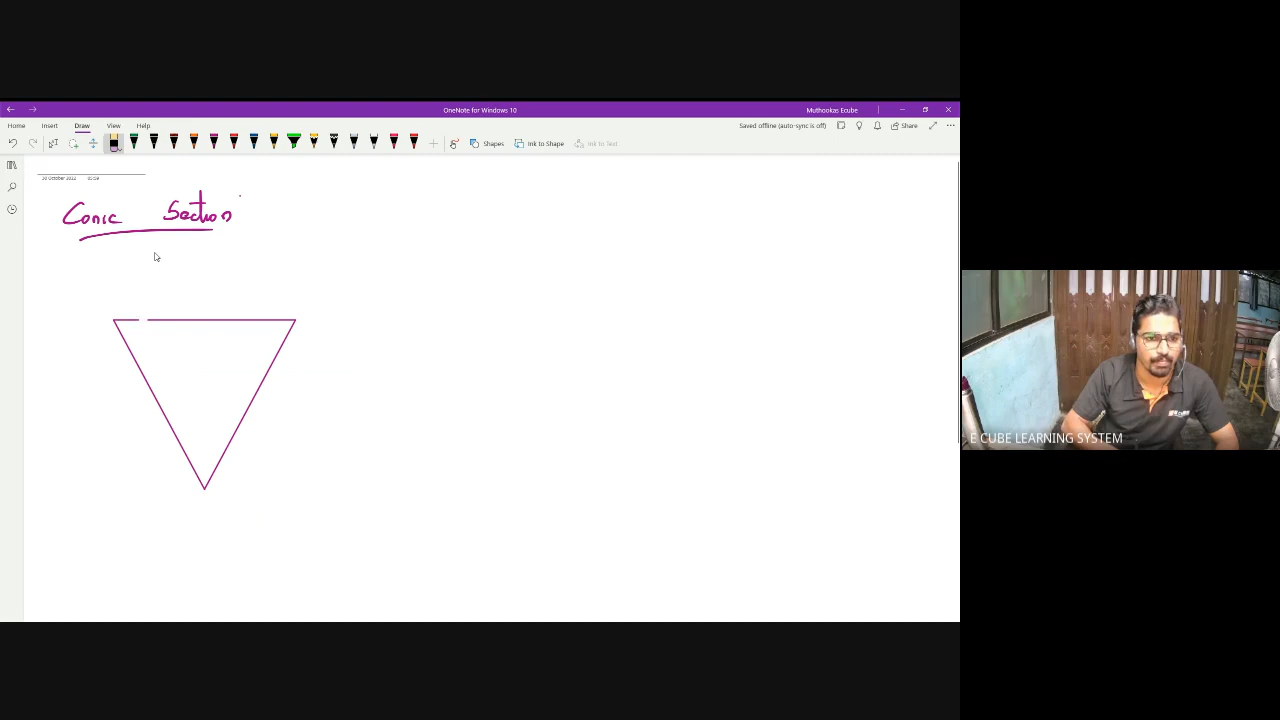 OneNote for Windows 10
Muthookas Ecube
Home Insert Draw View Help
Saved offline (auto-sync is off)
Share
Shapes
Ink to Shape
Ink to Text
Conic Section
E CUBE LEARNING SYSTEM